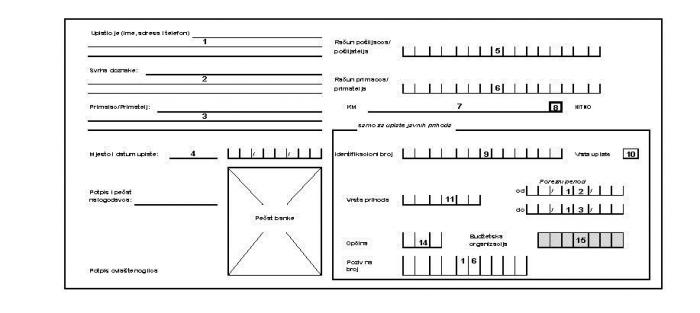 Uplatio je (ime, adresa i telefon)
1
Svrha doznake:
2
Primalac/Primatelj:
3
Mjesto i datum uplate:
4
/ /
Potpis i pečat
nalogodavca:
Pečat banke
Potpis ovlaštenog lica
Račun pošiljaoca/
pošiljatelja
5
Račun primaoca/
primatelja
6
KM
7
8
HITNO
samo za uplate javnih prihoda
Identifikacioni broj
9
Vrsta uplate
10
Vrsta prihoda
11
Porezni period
od / 1 2 /
do / 1 3 /
Općina
14
Budžetska
organizacija
15
Poziv na
broj
1 6